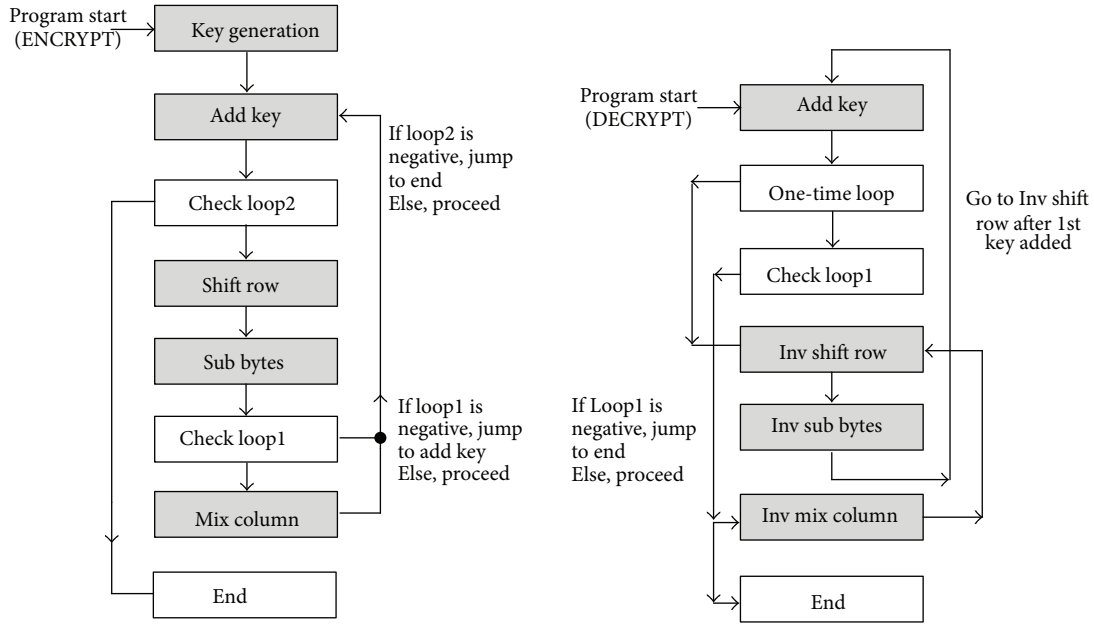 Program start
(ENCRYPT)
Key generation
Add key
Check loop2
Shift row
Sub bytes
Check loop1
Mix column
End
If loop2 is
negative, jump
to end
Else, proceed
If loop1 is
negative, jump
to add key
Else, proceed
Program start
(DECRYPT)
Add key
One-time loop
Check loop1
Inv shift row
Inv sub bytes
Inv mix column
End
If Loop1 is
negative, jump
to end
Else, proceed
Go to Inv shift
row after 1st
key added